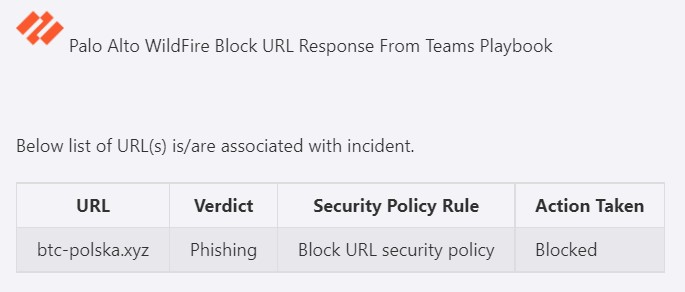 Palo Alto WildFire Block URL Response From Teams Playbook
Below list of URL(s) is/are associated with incident.
URL Verdict Security Policy Rule Action Taken
btc-polska.xyz Phishing Block URL security policy Blocked